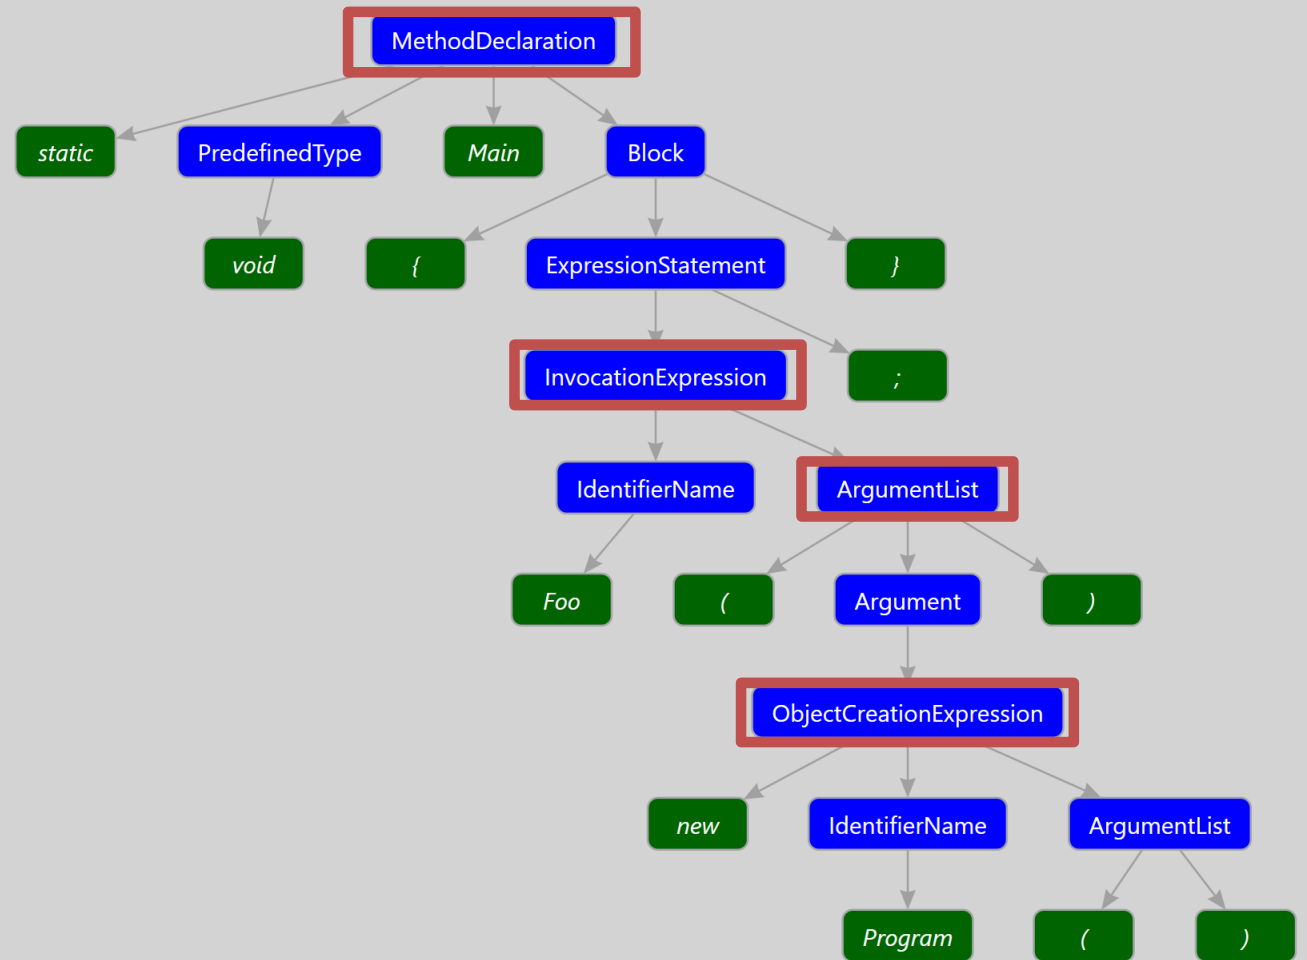 MethodDeclaration
static PredefinedType Main Block
void { ExpressionStatement }
InvocationExpression ;
IdentifierName ArgumentList
Foo ( Argument )
ObjectCreationExpression
new IdentifierName ArgumentList
Program ( )